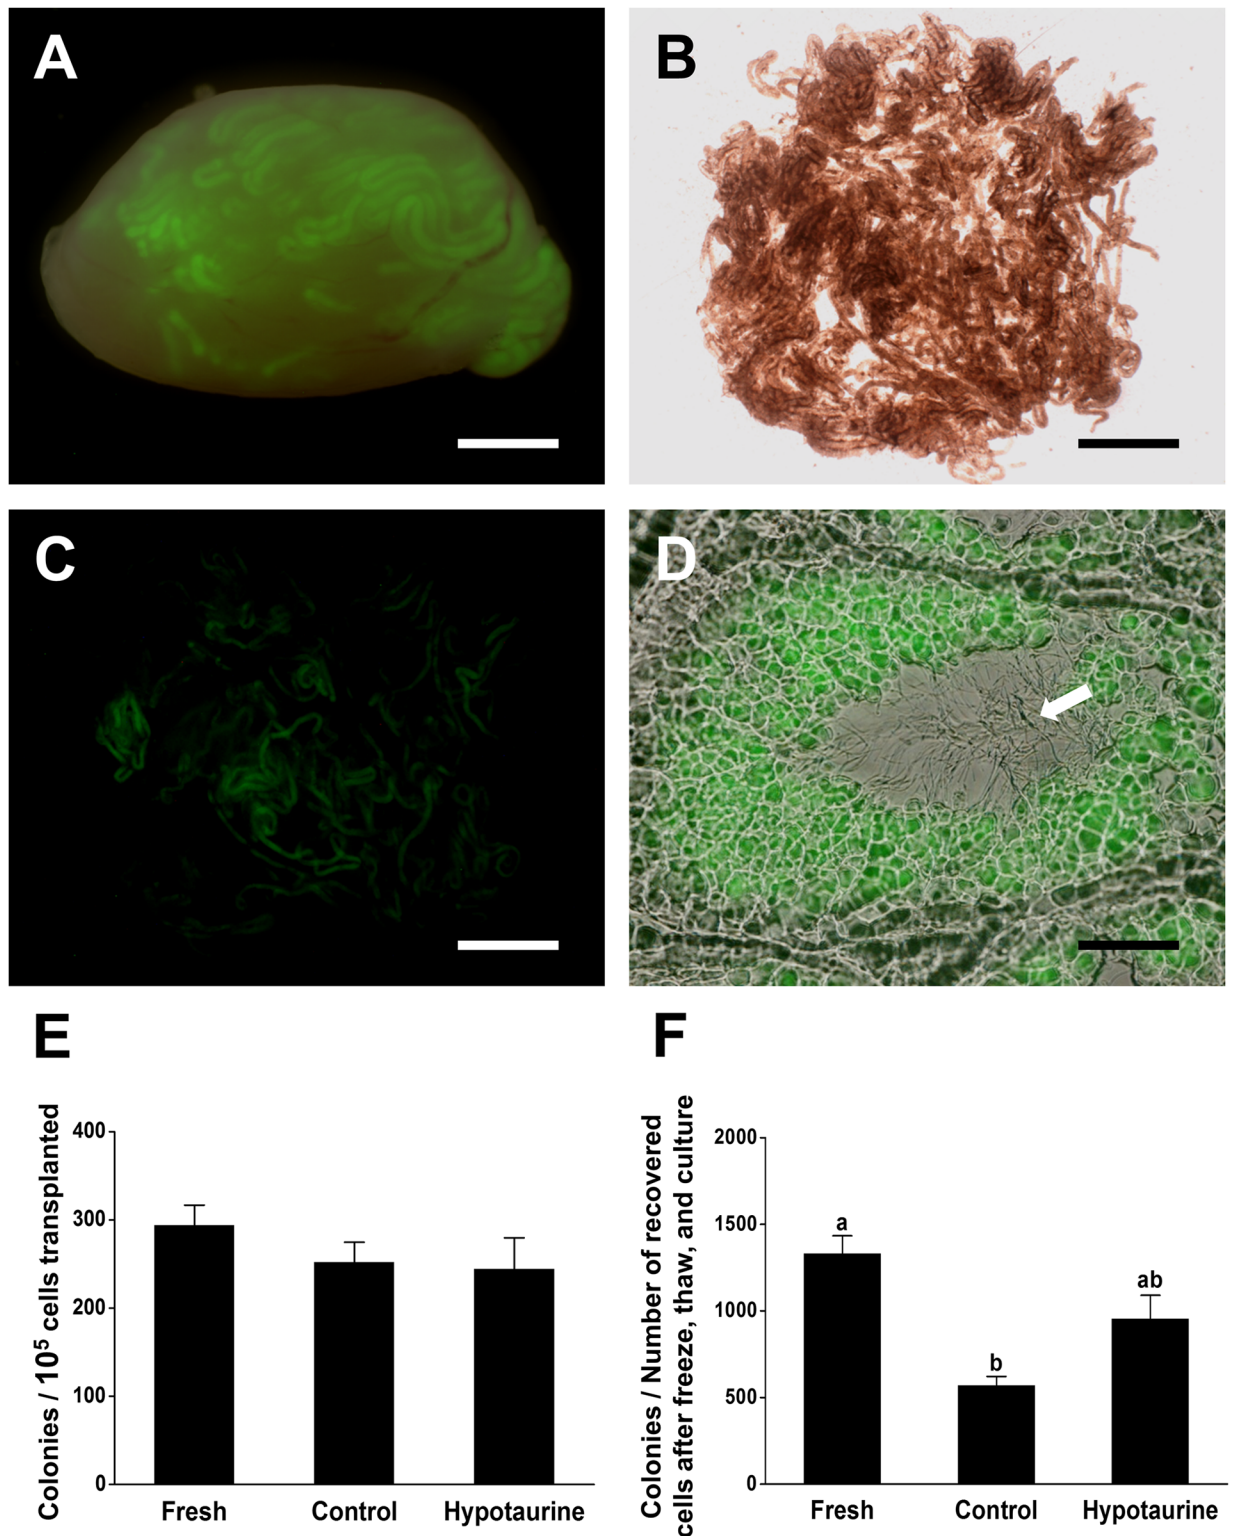 A
B
C
D
E
F
Colonies / 10⁵ cells transplanted
400
300
200
100
0
Fresh
Control
Hypotaurine
Colonies / Number of recovered
cells after freeze, thaw, and culture
2000
1500
1000
500
0
a
b
ab
Fresh
Control
Hypotaurine